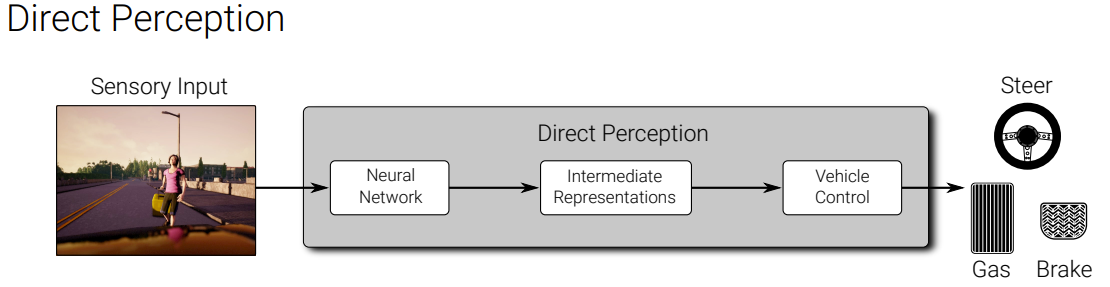 Direct Perception
Sensory Input
Direct Perception
Neural
Network
Intermediate
Representations
Vehicle
Control
Steer
Gas
Brake